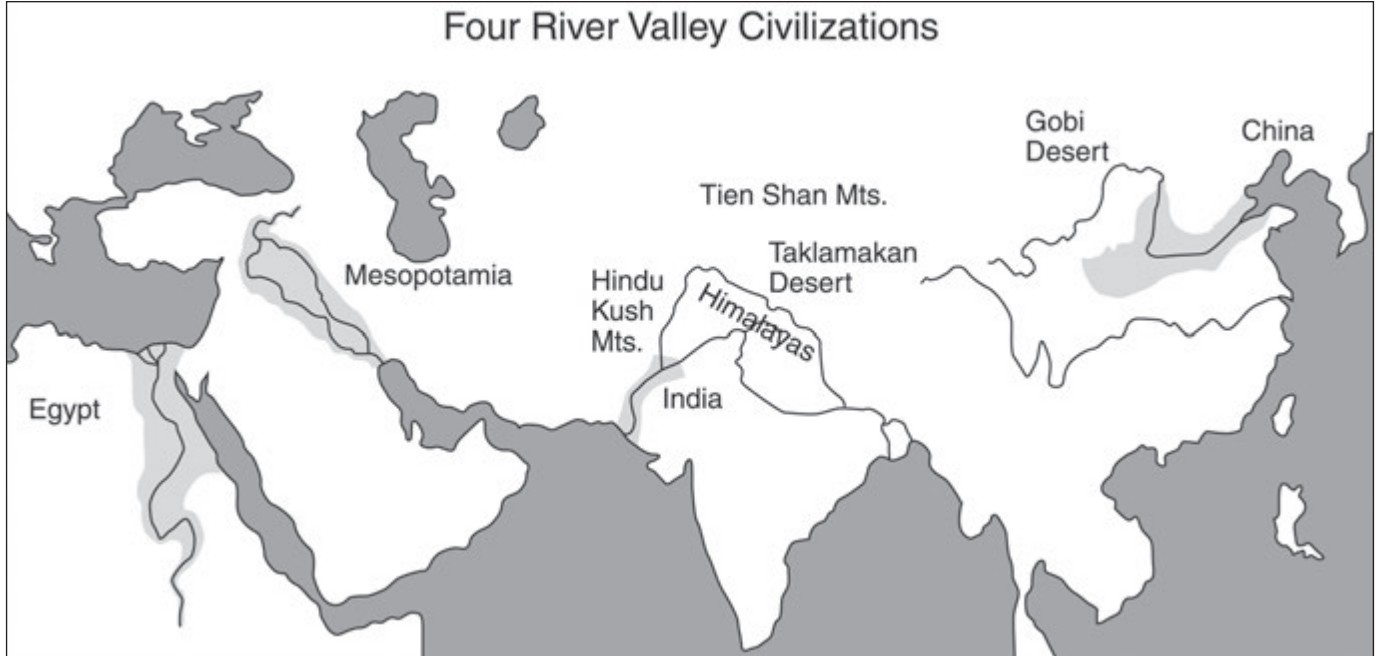 Four River Valley Civilizations
Gobi
Desert
China
Tien Shan Mts.
Taklamakan
Desert
Mesopotamia
Hindu
Kush
Mts.
Himalayas
Egypt
India